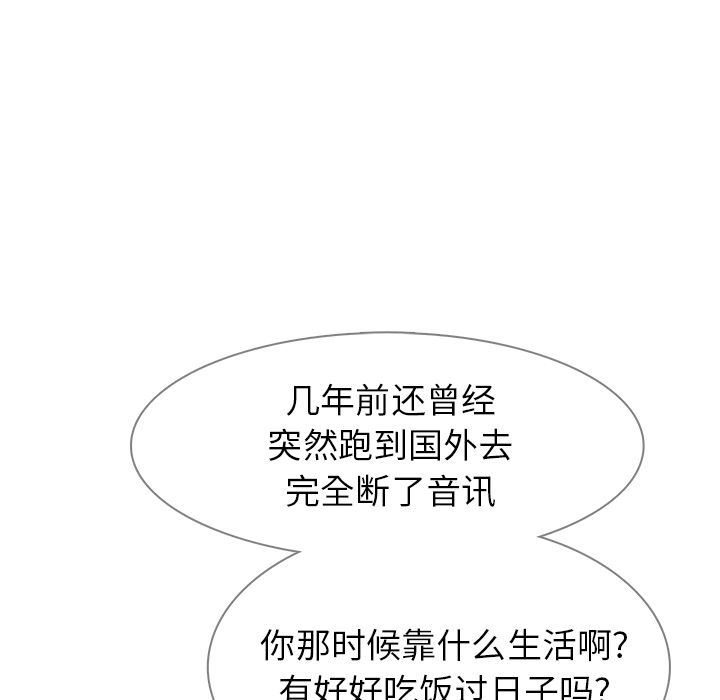 几年前还曾经
突然跑到国外去
完全断了音讯
你那时候靠什么生活啊?
有好好吃饭过日子吗?